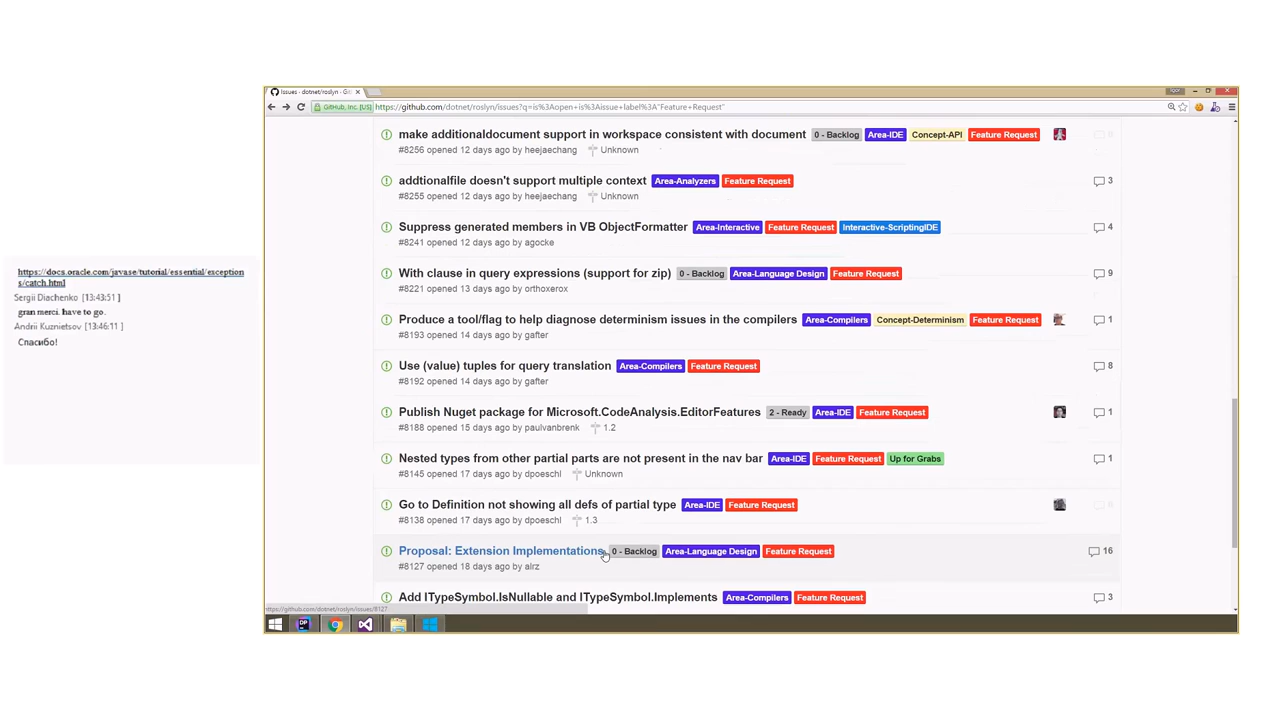 https://docs.oracle.com/javase/tutorial/essential/exception
s/catch.html
Sergii Diachenko [13:43:51 ]
gran merci. have to go.
Andrii Kuznietsov [13:46:11 ]
Спасибо!
Issues - dotnet/roslyn - Git
GitHub, Inc. [US] https://github.com/dotnet/roslyn/issues?q=is%3Aopen+is%3Aissue+label%3A"Feature+Request"
make additionaldocument support in workspace consistent with document 0 - Backlog Area-IDE Concept-API Feature Request
#8256 opened 12 days ago by heejaechang Unknown
addtionalfile doesn't support multiple context Area-Analyzers Feature Request 3
#8255 opened 12 days ago by heejaechang Unknown
Suppress generated members in VB ObjectFormatter Area-Interactive Feature Request Interactive-ScriptingIDE 4
#8241 opened 12 days ago by agocke
With clause in query expressions (support for zip) 0 - Backlog Area-Language Design Feature Request 9
#8221 opened 13 days ago by orthoxerox
Produce a tool/flag to help diagnose determinism issues in the compilers Area-Compilers Concept-Determinism Feature Request 1
#8193 opened 14 days ago by gafter
Use (value) tuples for query translation Area-Compilers Feature Request 8
#8192 opened 14 days ago by gafter
Publish Nuget package for Microsoft.CodeAnalysis.EditorFeatures 2 - Ready Area-IDE Feature Request 1
#8188 opened 15 days ago by paulvanbrenk 1.2
Nested types from other partial parts are not present in the nav bar Area-IDE Feature Request Up for Grabs 1
#8145 opened 17 days ago by dpoeschl Unknown
Go to Definition not showing all defs of partial type Area-IDE Feature Request
#8138 opened 17 days ago by dpoeschl 1.3
Proposal: Extension Implementations 0 - Backlog Area-Language Design Feature Request 16
#8127 opened 18 days ago by alrz
Add ITypeSymbol.IsNullable and ITypeSymbol.Implements Area-Compilers Feature Request 3
https://github.com/dotnet/roslyn/issues/8127
DP